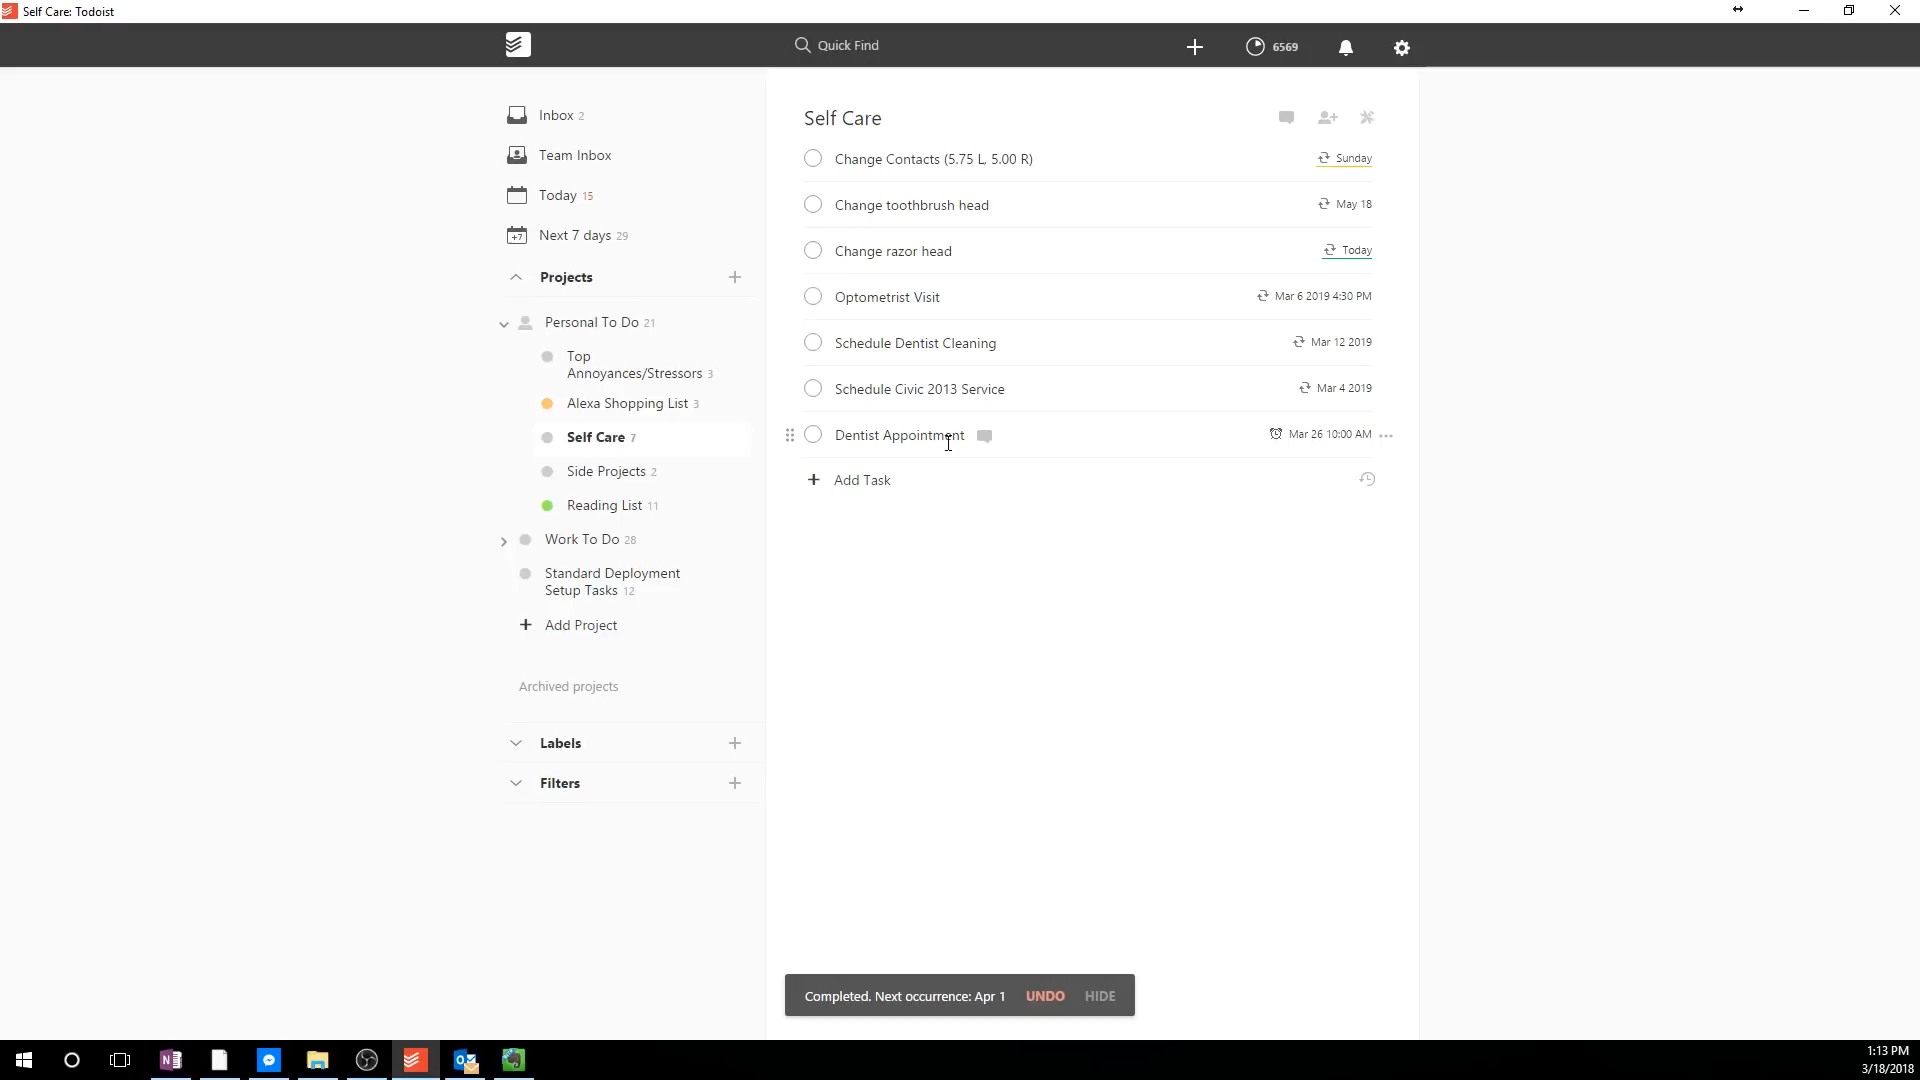 Self Care: Todoist
Quick Find
6569
Inbox 2
Team Inbox
Today 15
Next 7 days 29
Projects
Personal To Do 21
Top
Annoyances/Stressors 3
Alexa Shopping List 3
Self Care 7
Side Projects 2
Reading List 11
Work To Do 28
Standard Deployment
Setup Tasks 12
Add Project
Archived projects
Labels
Filters
Self Care
Change Contacts (5.75 L, 5.00 R) Sunday
Change toothbrush head May 18
Change razor head Today
Optometrist Visit Mar 6 2019 4:30 PM
Schedule Dentist Cleaning Mar 12 2019
Schedule Civic 2013 Service Mar 4 2019
Dentist Appointment Mar 26 10:00 AM
Add Task
Completed. Next occurrence: Apr 1 UNDO HIDE
1:13 PM
3/18/2018